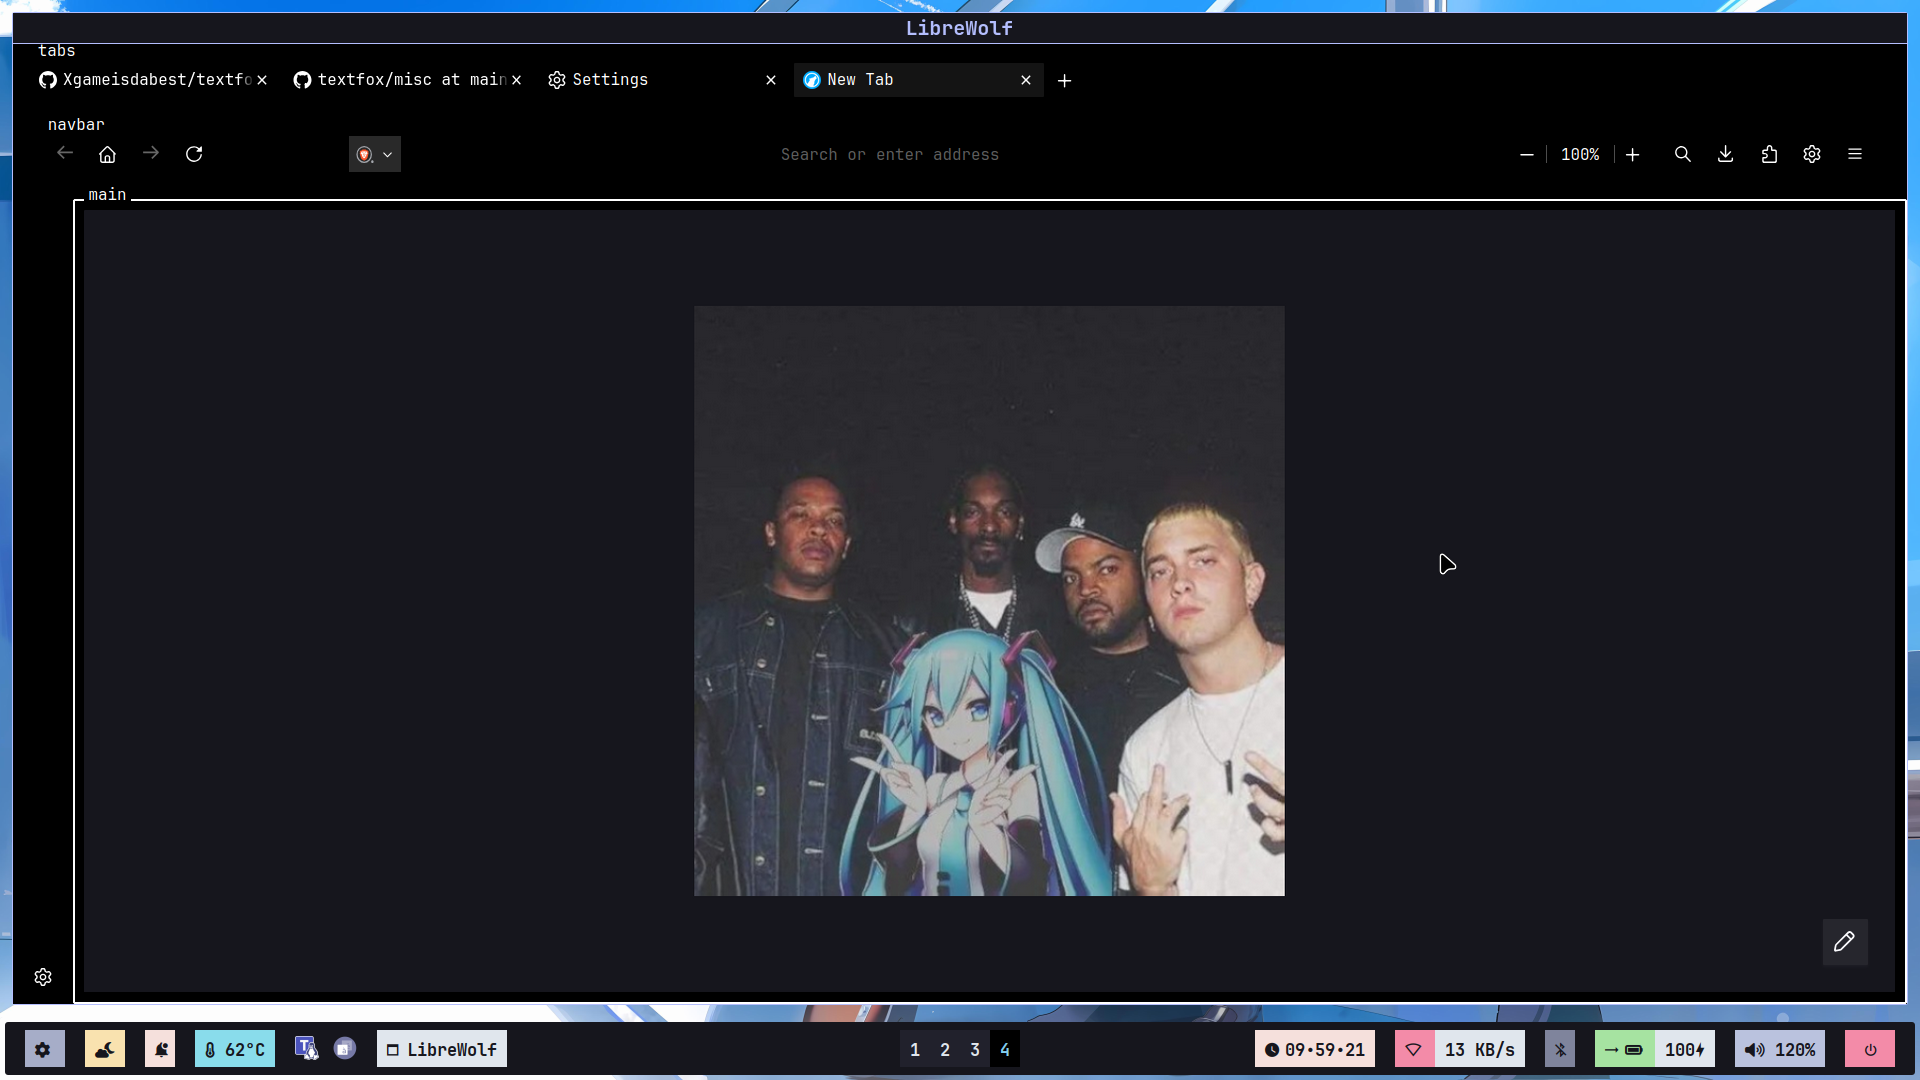 LibreWolf
tabs
Xgameisdabest/textfo
textfox/misc at main
Settings
New Tab
navbar
Search or enter address
100%
main
62°C
T
LibreWolf
1 2 3 4
09:59:21
13 KB/s
100
120%